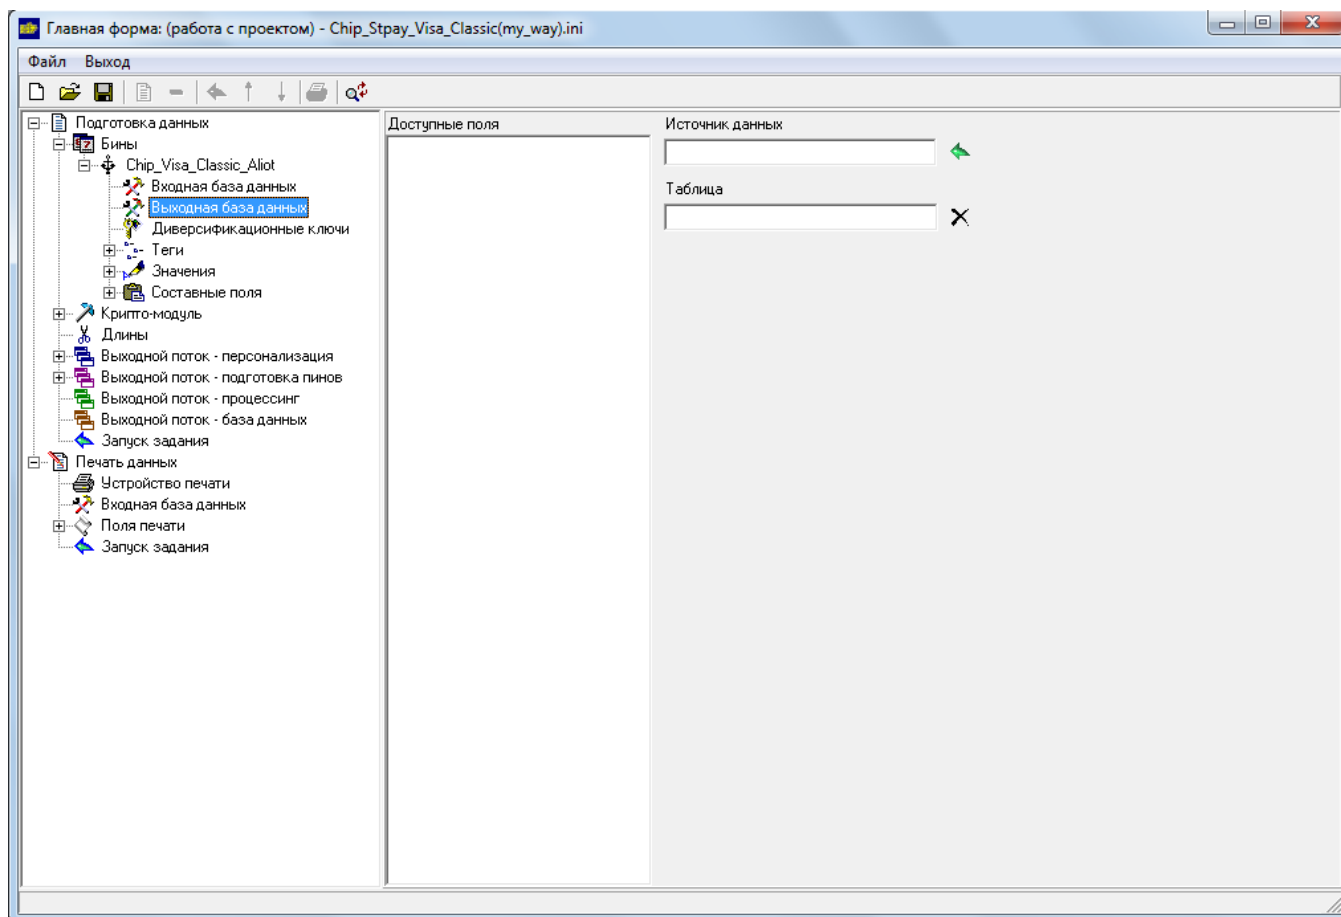 Главная форма: (работа с проектом) - Chip_Stpay_Visa_Classic(my_way).ini
Файл Выход
Подготовка данных
Бины
Chip_Visa_Classic_Aliot
Входная база данных
Выходная база данных
Диверсификационные ключи
Теги
Значения
Составные поля
Крипто-модуль
Длины
Выходной поток - персонализация
Выходной поток - подготовка пинов
Выходной поток - процессинг
Выходной поток - база данных
Запуск задания
Печать данных
Устройство печати
Входная база данных
Поля печати
Запуск задания
Доступные поля
Источник данных
Таблица